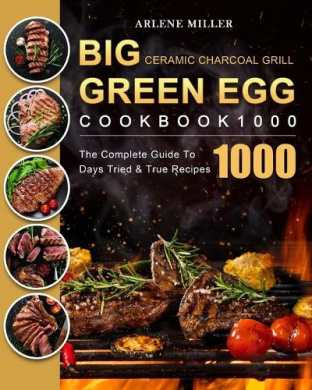 ARLENE MILLER
BIG CERAMIC CHARCOAL GRILL
GREEN EGG
COOKBOOK1000
The Complete Guide To
Days Tried & True Recipes 1000